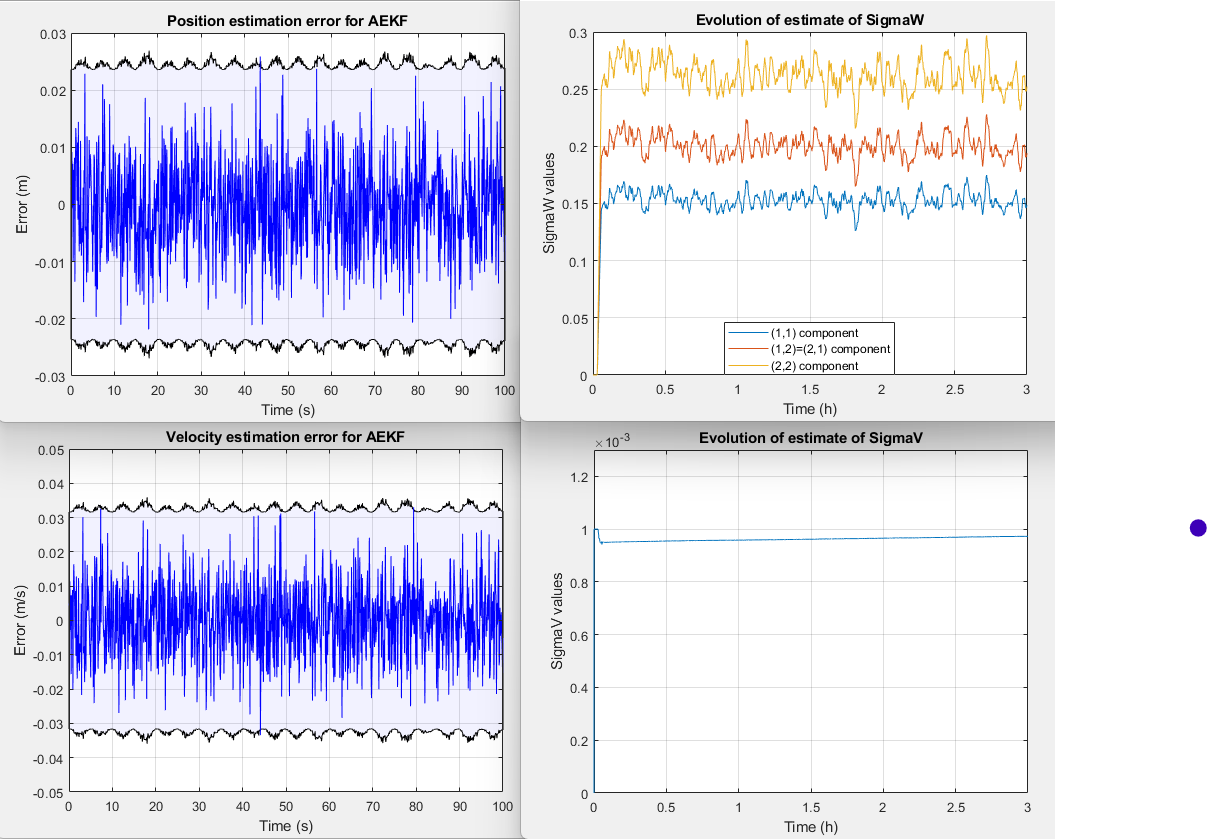 Position estimation error for AEKF
0.03
0.02
0.01
0
-0.01
-0.02
-0.03
Error (m)
0 10 20 30 40 50 60 70 80 90 100
Time (s)
Evolution of estimate of SigmaW
0.3
0.25
0.2
0.15
0.1
0.05
0
SigmaW values
(1,1) component
(1,2)=(2,1) component
(2,2) component
0 0.5 1 1.5 2 2.5 3
Time (h)
Velocity estimation error for AEKF
0.05
0.04
0.03
0.02
0.01
0
-0.01
-0.02
-0.03
-0.04
-0.05
Error (m/s)
0 10 20 30 40 50 60 70 80 90 100
Time (s)
Evolution of estimate of SigmaV
×10⁻³
1.2
1
0.8
0.6
0.4
0.2
0
SigmaV values
0 0.5 1 1.5 2 2.5 3
Time (h)